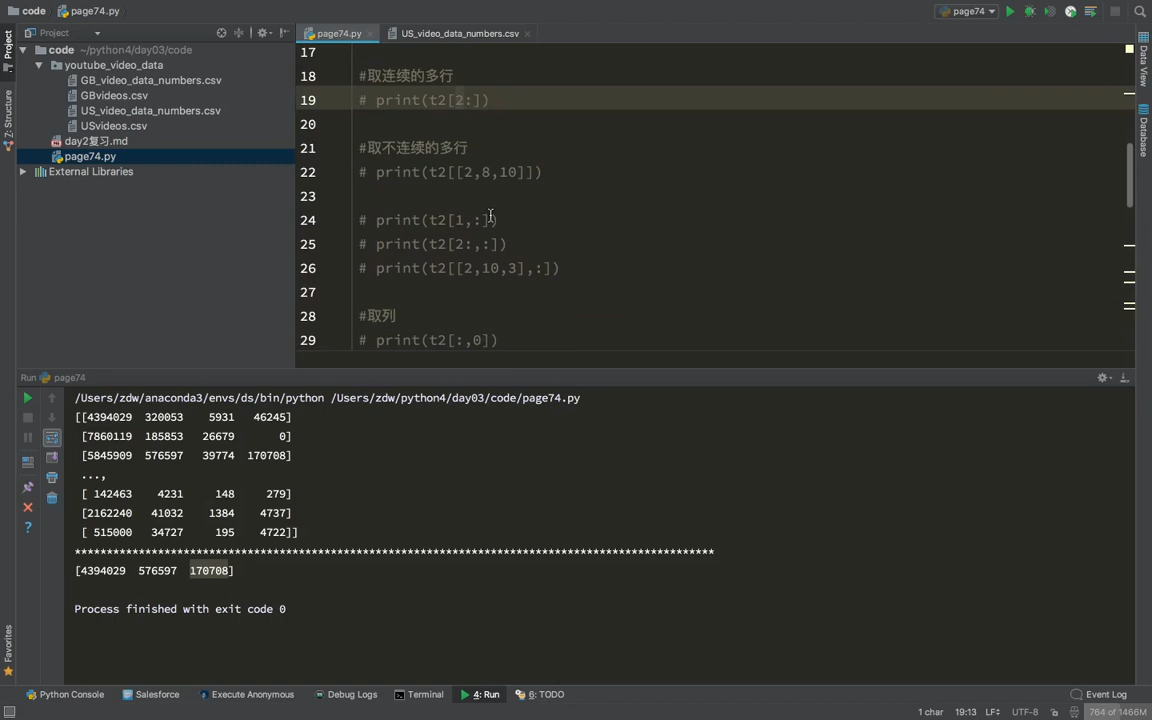 code page74.py
page74
Project
page74.py
US_video_data_numbers.csv
code ~/python4/day03/code
youtube_video_data
GB_video_data_numbers.csv
GBvideos.csv
US_video_data_numbers.csv
USvideos.csv
day2复习.md
page74.py
External Libraries
1: Project
7: Structure
Favorites
Data View
Database
17
18 #取连续的多行
19 # print(t2[2:])
20
21 #取不连续的多行
22 # print(t2[[2,8,10]])
23
24 # print(t2[1,:])
25 # print(t2[2:,:])
26 # print(t2[[2,10,3],:])
27
28 #取列
29 # print(t2[:,0])
Run page74
/Users/zdw/anaconda3/envs/ds/bin/python /Users/zdw/python4/day03/code/page74.py
[[4394029 320053 5931 46245]
[7860119 185853 26679 0]
[5845909 576597 39774 170708]
...,
[ 142463 4231 148 279]
[2162240 41032 1384 4737]
[ 515000 34727 195 4722]]
****************************************************************************************************
[4394029 576597 170708]
Process finished with exit code 0
Python Console Salesforce Execute Anonymous Debug Logs Terminal 4: Run 6: TODO Event Log
1 char 19:13 LF UTF-8 764 of 1466M